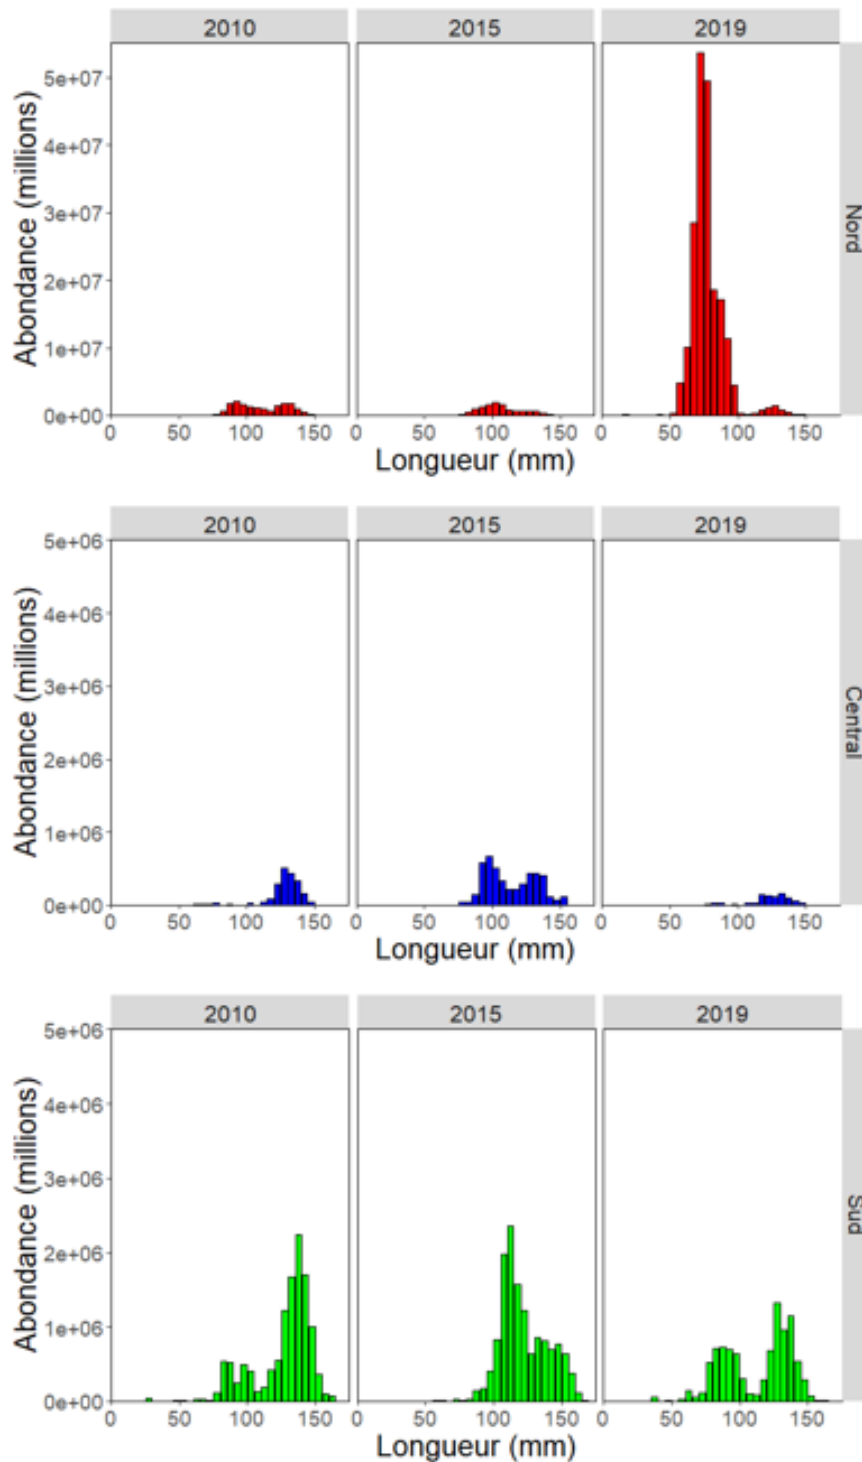 2010 2015 2019
5e+07
4e+07
3e+07
2e+07
1e+07
0e+00
Abondance (millions)
Nord
0 50 100 150 0 50 100 150 0 50 100 150
Longueur (mm)
2010 2015 2019
5e+06
4e+06
3e+06
2e+06
1e+06
0e+00
Abondance (millions)
Central
0 50 100 150 0 50 100 150 0 50 100 150
Longueur (mm)
2010 2015 2019
5e+06
4e+06
3e+06
2e+06
1e+06
0e+00
Abondance (millions)
Sud
0 50 100 150 0 50 100 150 0 50 100 150
Longueur (mm)